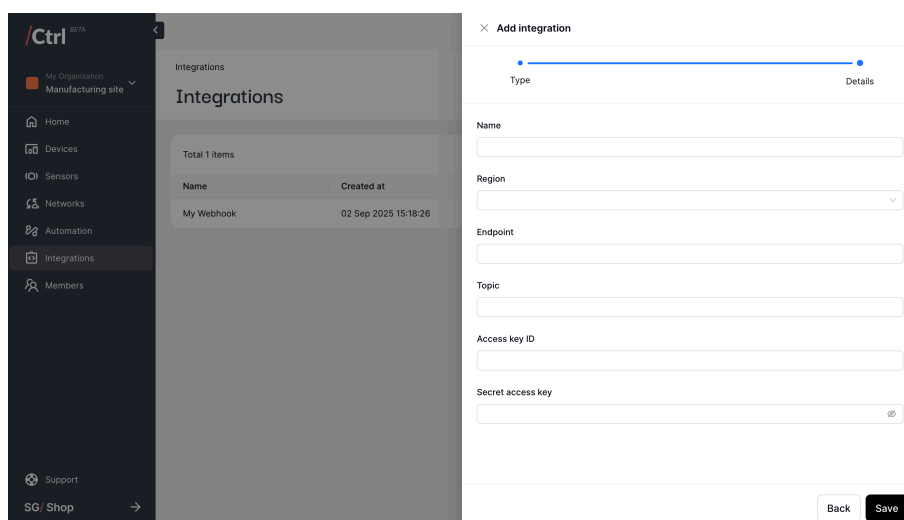 /Ctrl BETA
My Organization
Manufacturing site
Home
Devices
Sensors
Networks
Automation
Integrations
Members
Support
SG/ Shop
Integrations
Integrations
Total 1 items
Name Created at
My Webhook 02 Sep 2025 15:18:26
Add integration
Type Details
Name
Region
Endpoint
Topic
Access key ID
Secret access key
Back Save